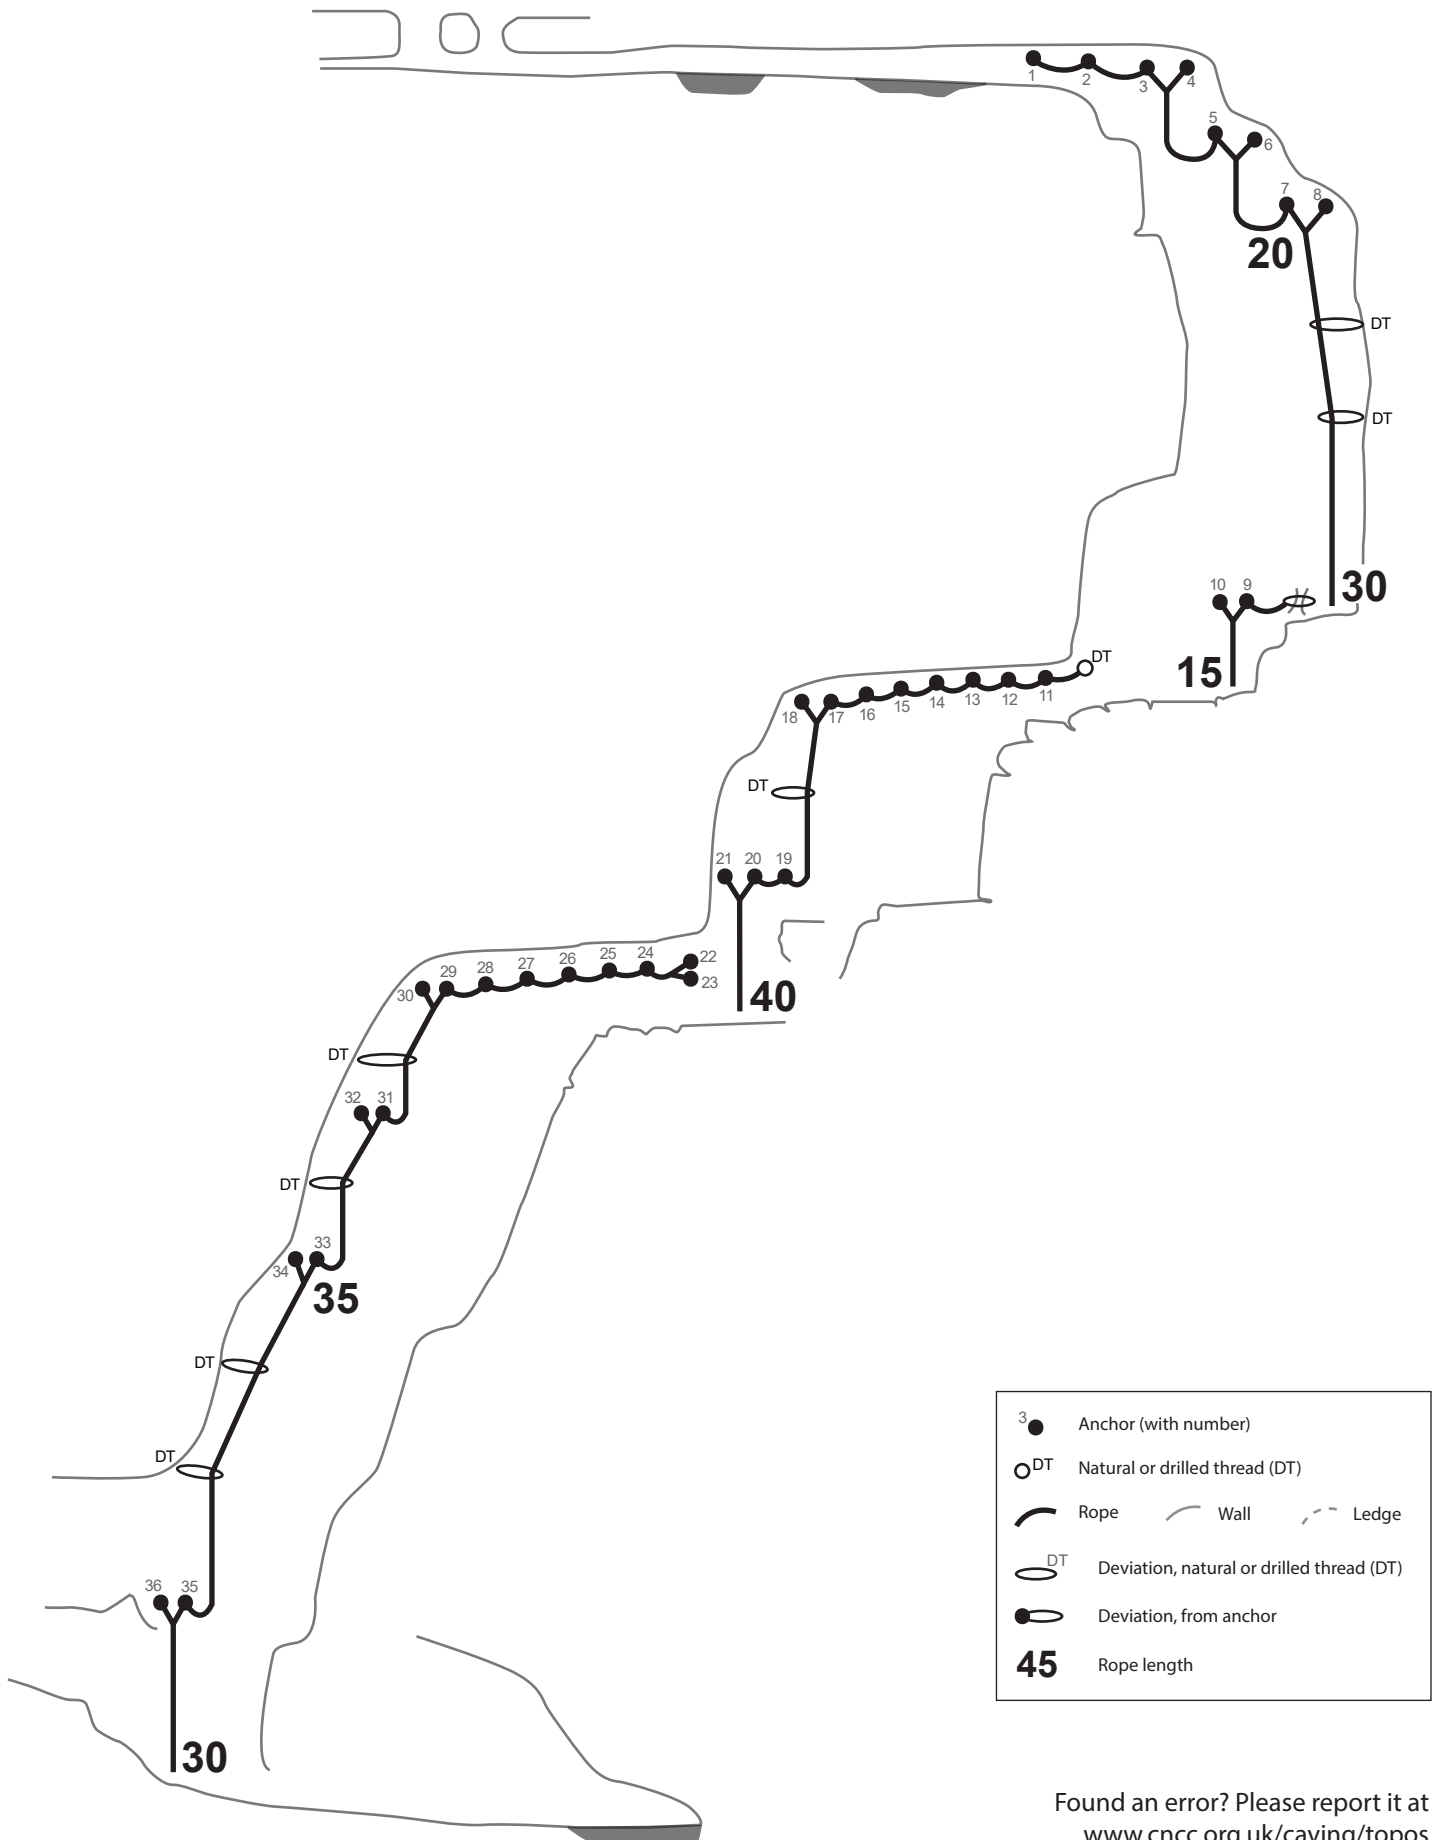 1
2
3
4
5
6
7
8
20
DT
DT
10
9
30
15
DT
18
17
16
15
14
13
12
11
DT
21
20
19
22
23
24
25
26
27
28
29
30
40
DT
32
31
DT
33
34
35
DT
DT
36
35
30
3
Anchor (with number)
DT
Natural or drilled thread (DT)
Rope
Wall
Ledge
DT
Deviation, natural or drilled thread (DT)
Deviation, from anchor
45
Rope length
Found an error? Please report it at
www.cncc.org.uk/caving/topos